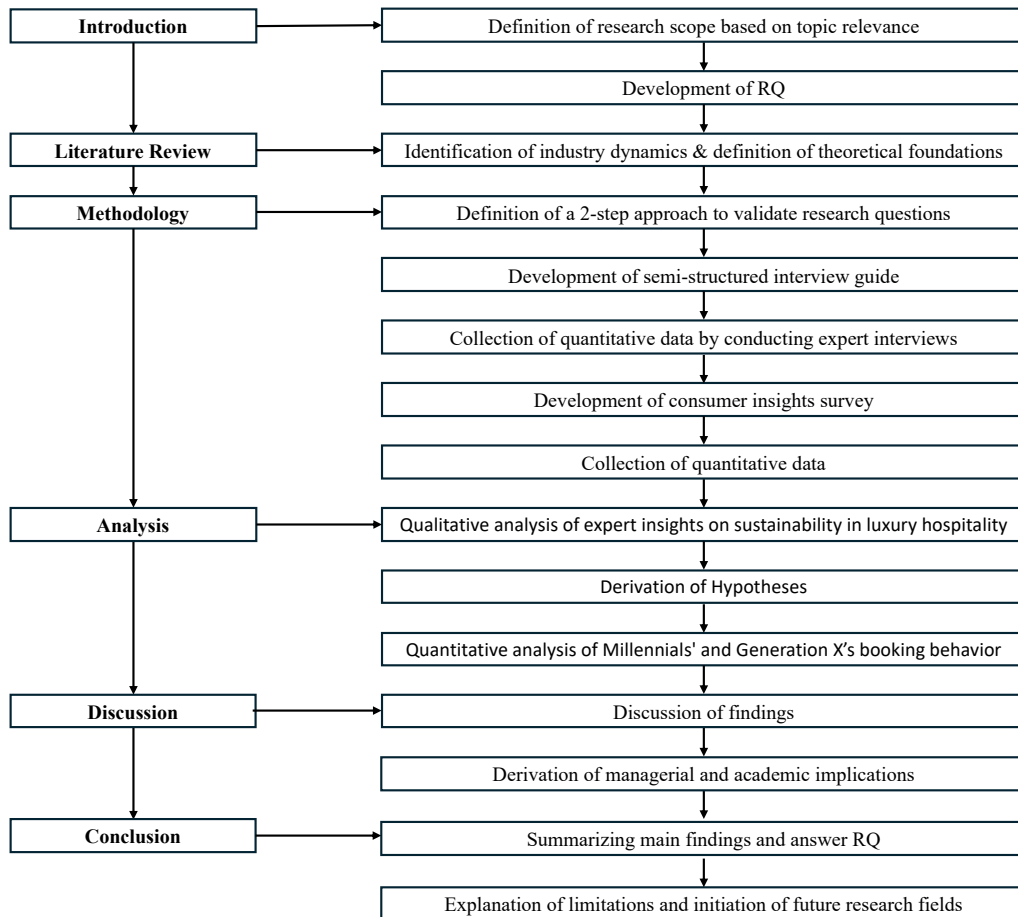 Introduction
Definition of research scope based on topic relevance
Development of RQ
Literature Review
Identification of industry dynamics & definition of theoretical foundations
Methodology
Definition of a 2-step approach to validate research questions
Development of semi-structured interview guide
Collection of quantitative data by conducting expert interviews
Development of consumer insights survey
Collection of quantitative data
Analysis
Qualitative analysis of expert insights on sustainability in luxury hospitality
Derivation of Hypotheses
Quantitative analysis of Millennials' and Generation X’s booking behavior
Discussion
Discussion of findings
Derivation of managerial and academic implications
Conclusion
Summarizing main findings and answer RQ
Explanation of limitations and initiation of future research fields